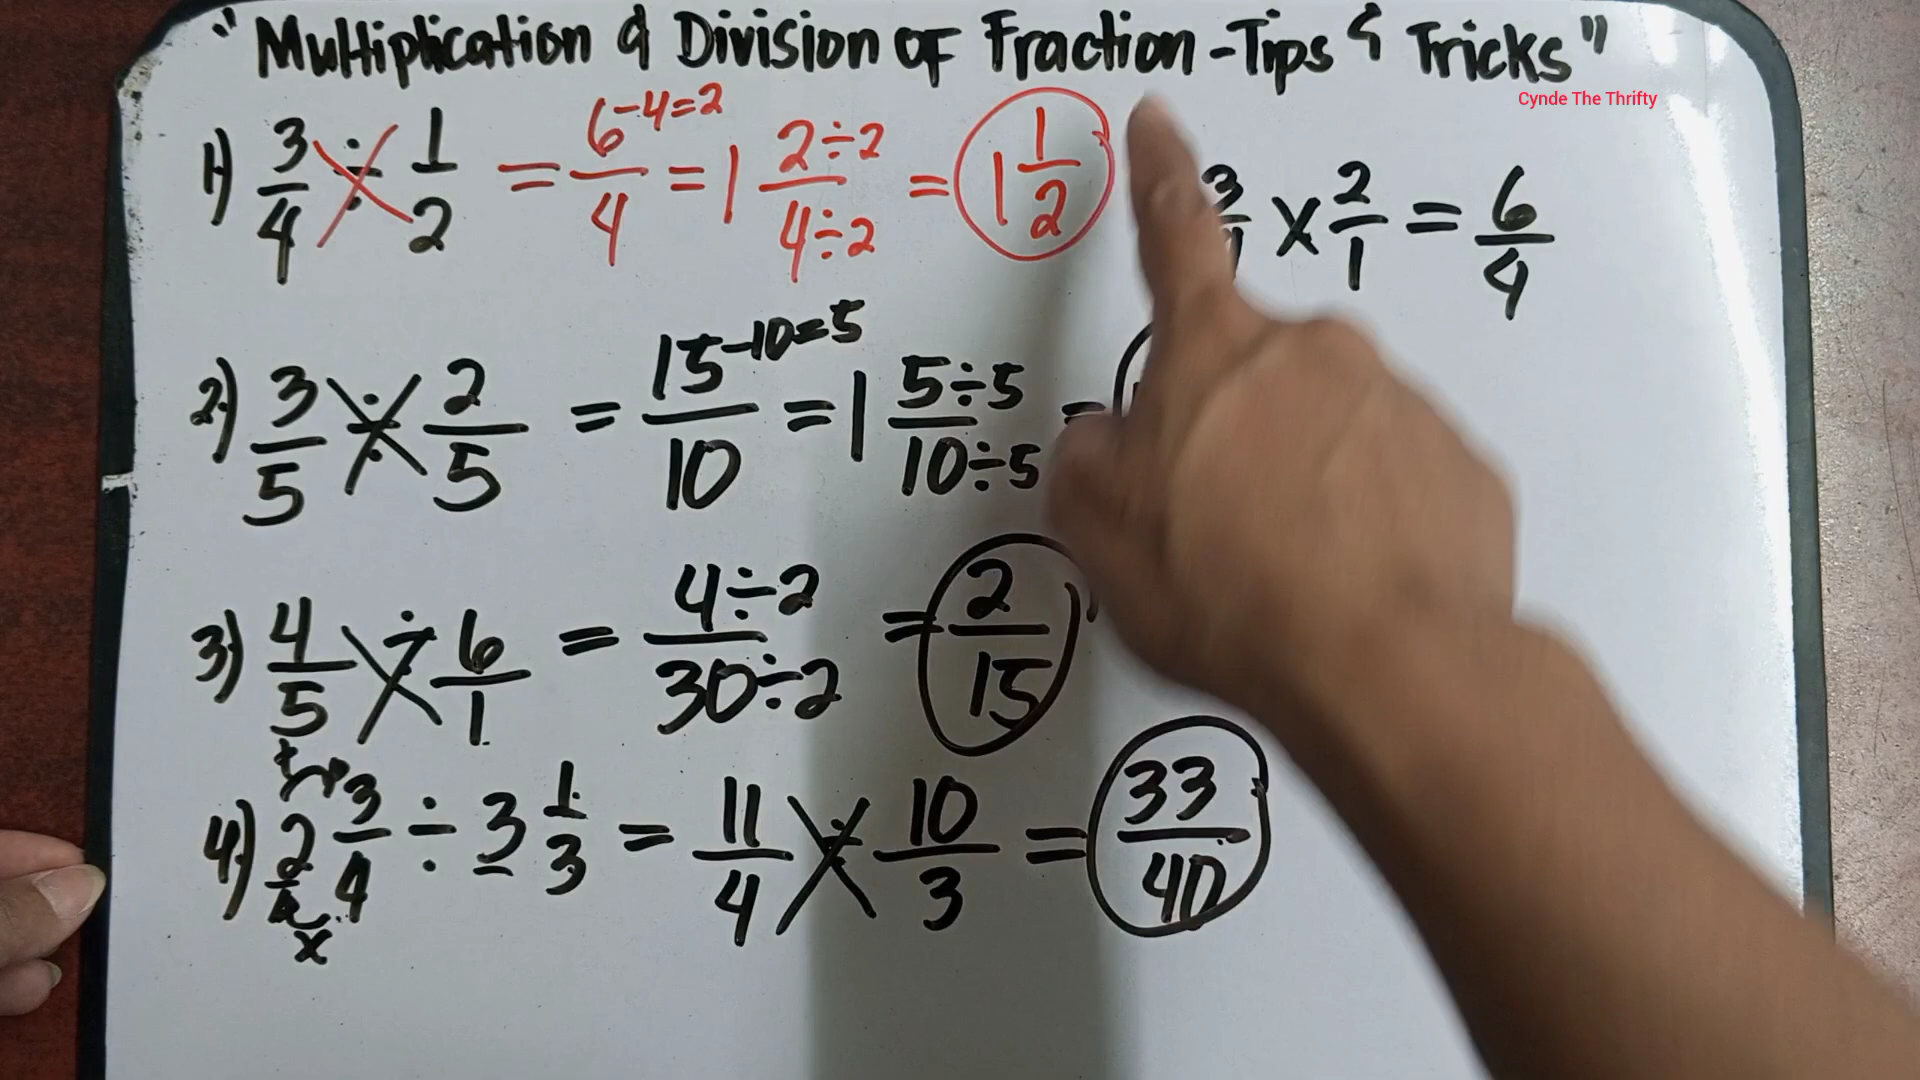 "Multiplication & Division of Fraction - Tips & Tricks"
Cynde The Thrifty
1) 3/4 ÷ 1/2 = 6-4=2/4 = 1 2÷2/4÷2 = 1 1/2
3/4 x 2/1 = 6/4
2) 3/5 ÷ 2/5 = 15-10=5/10 = 1 5÷5/10÷5 =
3) 4/5 ÷ 6/1 = 4÷2/30÷2 = 2/15
4) 2 3/4 ÷ 3 1/3 = 11/4 ÷ 10/3 = 33/40
+
x